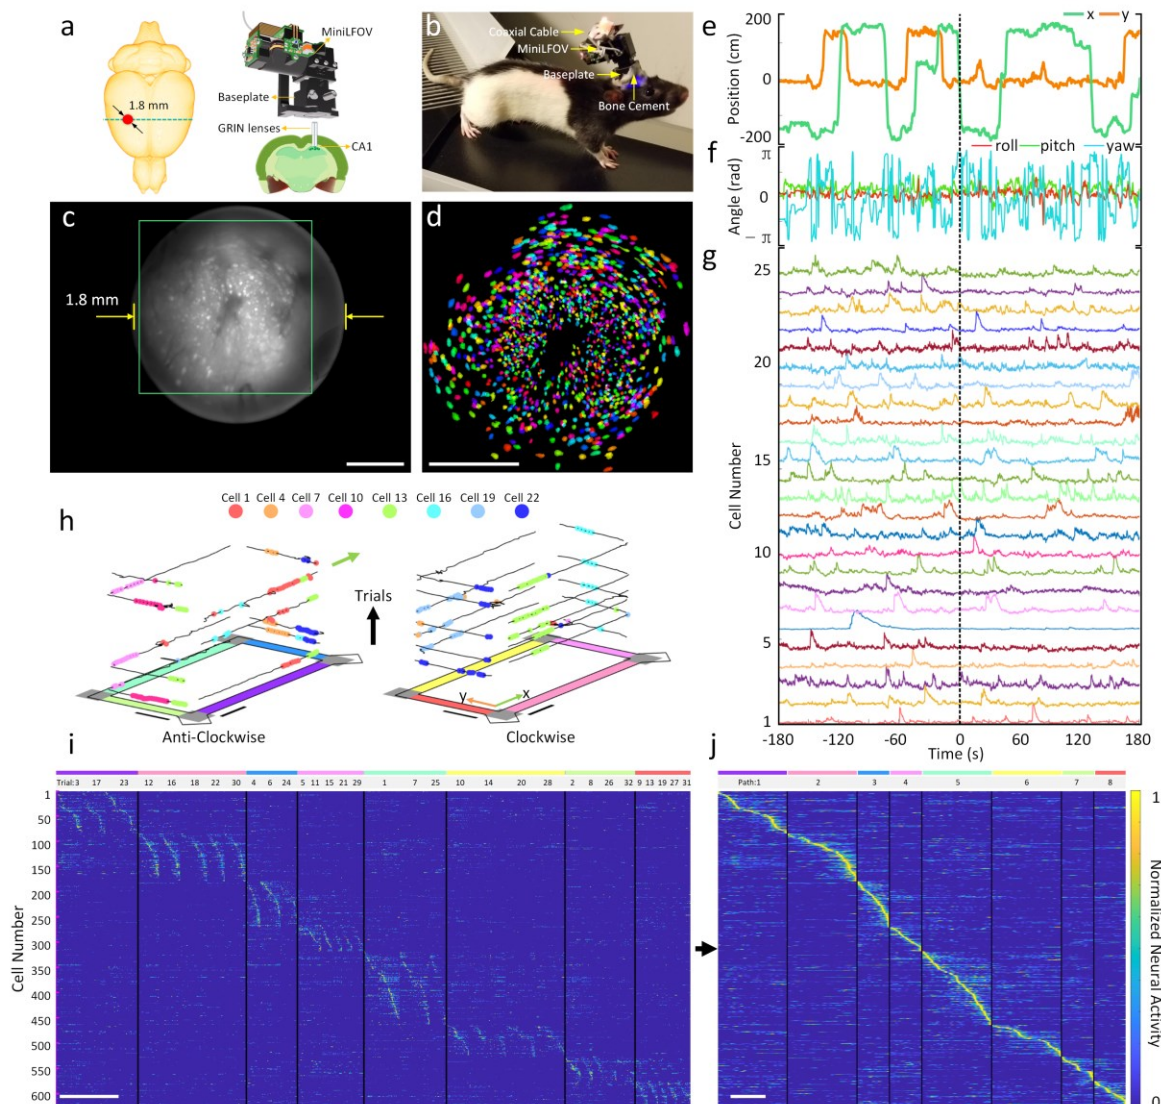 a
1.8 mm
MiniLFOV
Baseplate
GRIN lenses
CA1
b
Coaxial Cable
MiniLFOV
Baseplate
Bone Cement
c
1.8 mm
d
e
x y
Position (cm)
200
0
-200
f
roll pitch yaw
Angle (rad)
π
0
– π
g
Cell Number
25
20
15
10
5
1
-180 -120 -60 0 60 120 180
Time (s)
h
Cell 1 Cell 4 Cell 7 Cell 10 Cell 13 Cell 16 Cell 19 Cell 22
Trials
y x
Anti-Clockwise
Clockwise
i
Trial:3 17 23 12 16 18 22 30 4 6 24 5 11 15 21 29 1 7 25 10 14 20 28 2 8 26 32 9 13 19 27 31
Cell Number
1
50
100
150
200
250
300
350
400
450
500
550
600
j
Path:1 2 3 4 5 6 7 8
1
0
Normalized Neural Activity